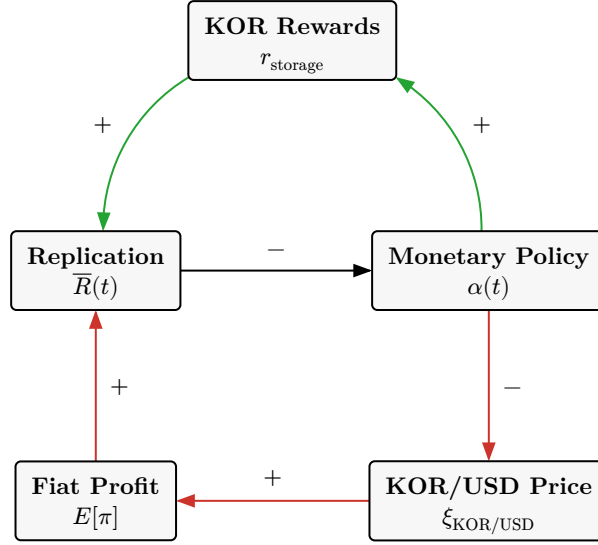 KOR Rewards
r_storage
+
+
Replication
R̅(t)
−
Monetary Policy
α(t)
+
−
Fiat Profit
E[π]
+
KOR/USD Price
ξ_KOR/USD